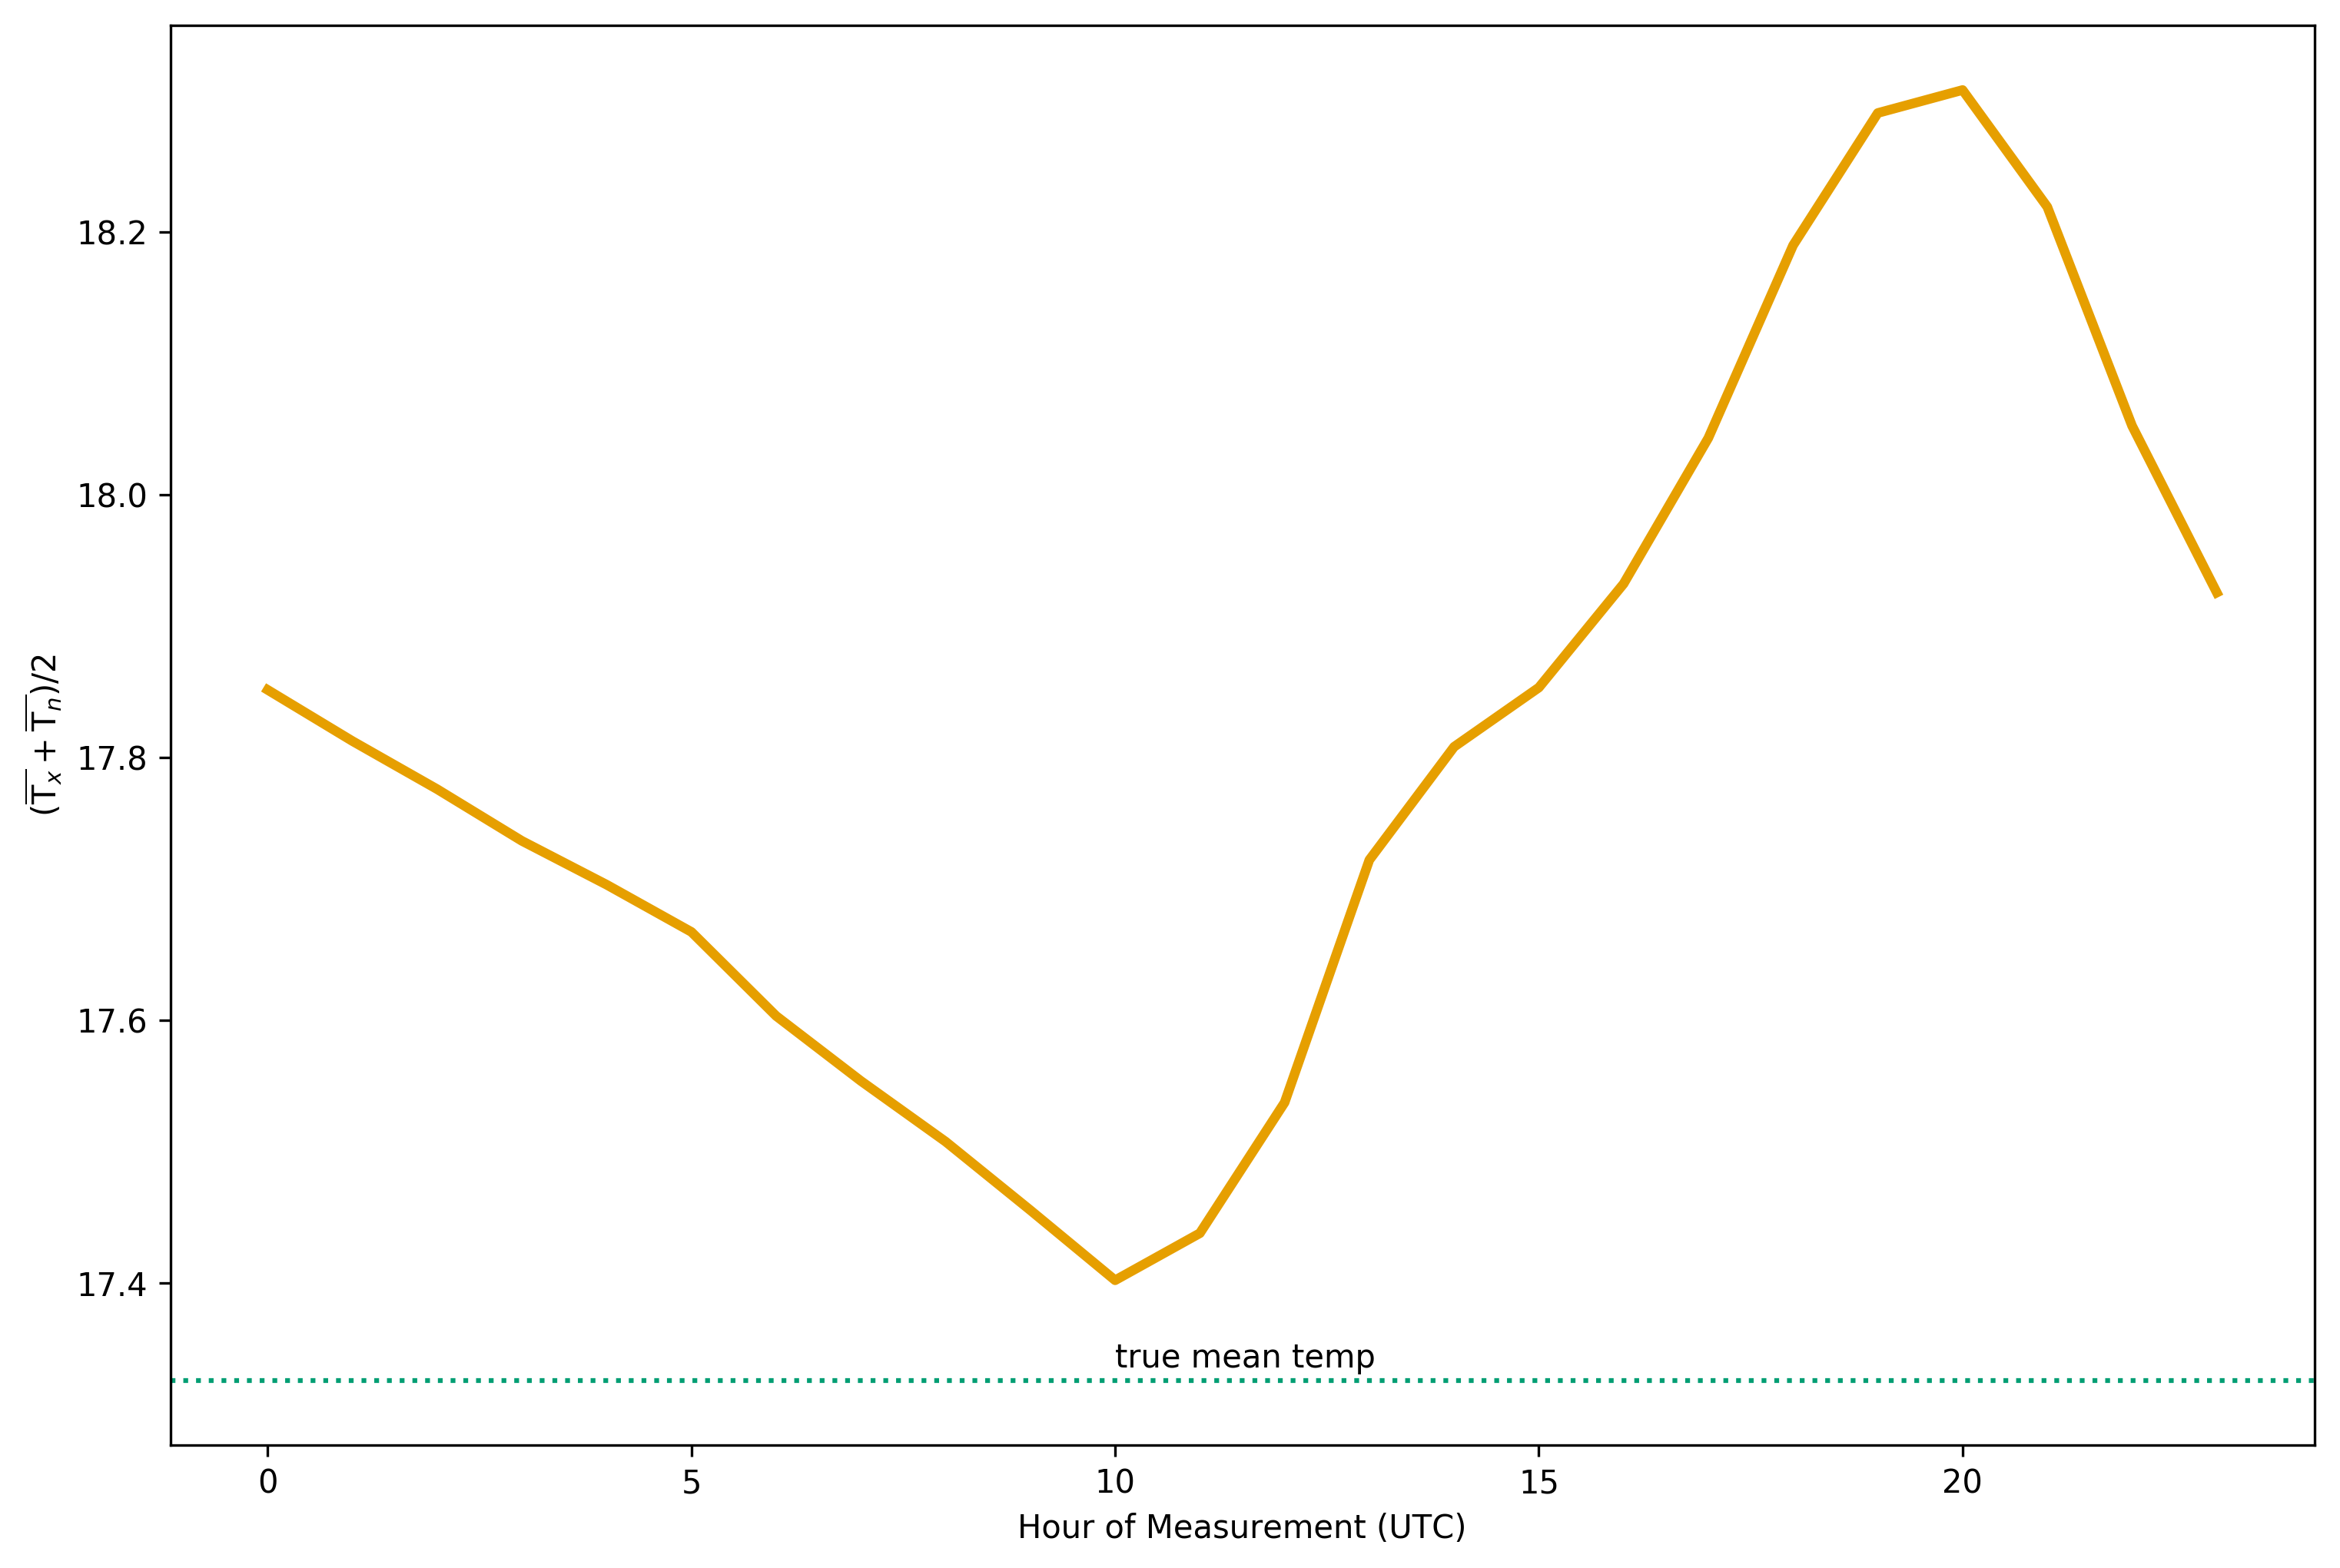 18.2
18.0
17.8
17.6
17.4
(T̅ₓ + T̅ₙ)/2
true mean temp
0 5 10 15 20
Hour of Measurement (UTC)